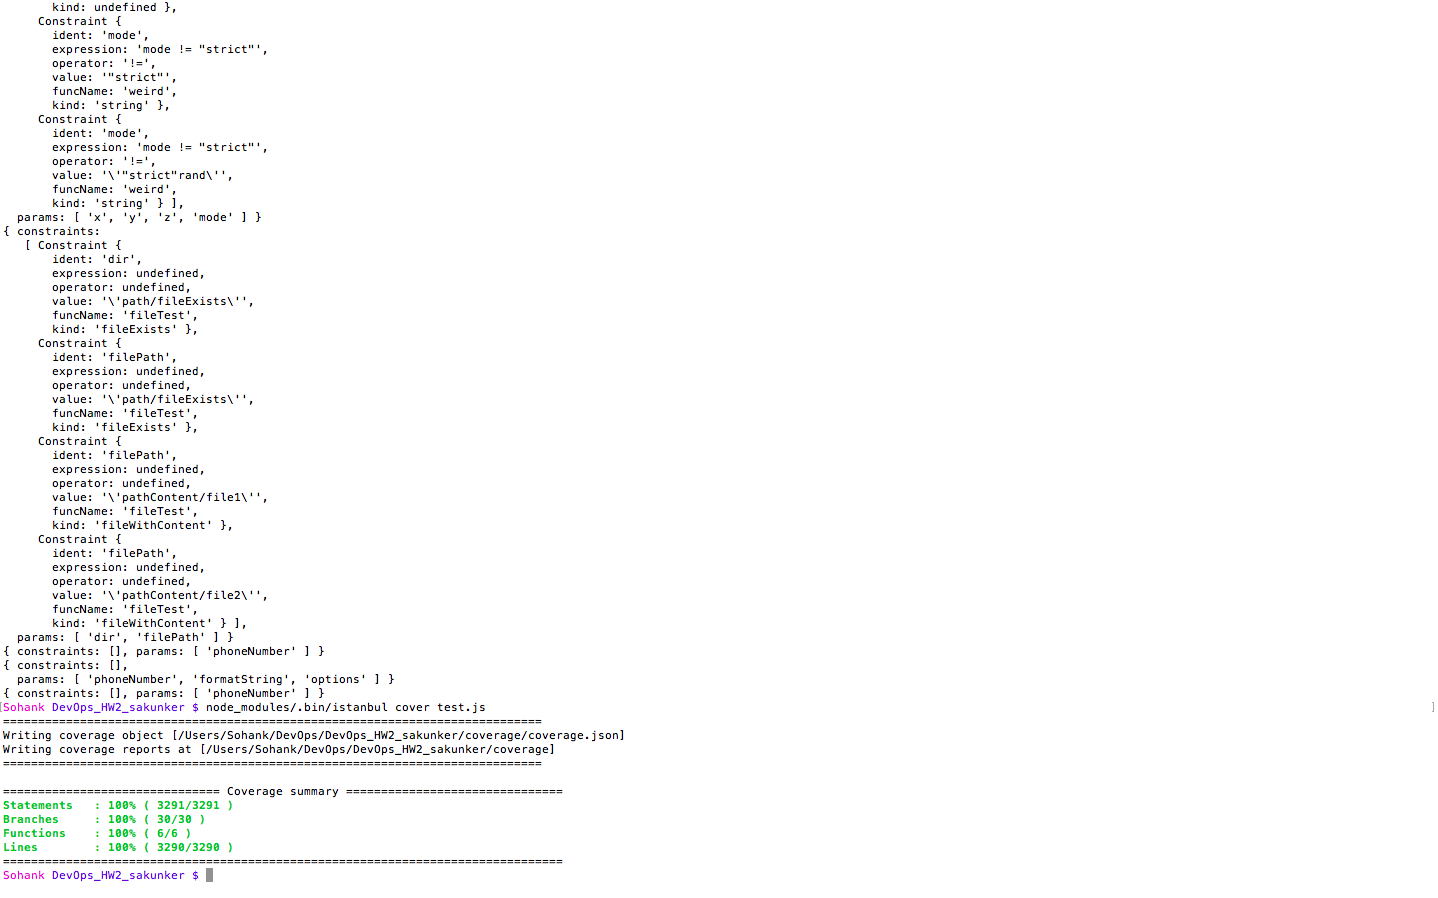 kind: undefined },
Constraint {
ident: 'mode',
expression: 'mode != "strict"',
operator: '!=',
value: '"strict"',
funcName: 'weird',
kind: 'string' },
Constraint {
ident: 'mode',
expression: 'mode != "strict"',
operator: '!=',
value: '\'"strict"rand\'',
funcName: 'weird',
kind: 'string' } ],
params: [ 'x', 'y', 'z', 'mode' ] }
{ constraints:
[ Constraint {
ident: 'dir',
expression: undefined,
operator: undefined,
value: '\'path/fileExists\'',
funcName: 'fileTest',
kind: 'fileExists' },
Constraint {
ident: 'filePath',
expression: undefined,
operator: undefined,
value: '\'path/fileExists\'',
funcName: 'fileTest',
kind: 'fileExists' },
Constraint {
ident: 'filePath',
expression: undefined,
operator: undefined,
value: '\'pathContent/file1\'',
funcName: 'fileTest',
kind: 'fileWithContent' },
Constraint {
ident: 'filePath',
expression: undefined,
operator: undefined,
value: '\'pathContent/file2\'',
funcName: 'fileTest',
kind: 'fileWithContent' } ],
params: [ 'dir', 'filePath' ] }
{ constraints: [], params: [ 'phoneNumber' ] }
{ constraints: [],
params: [ 'phoneNumber', 'formatString', 'options' ] }
{ constraints: [], params: [ 'phoneNumber' ] }
[Sohank DevOps_HW2_sakunker $ node_modules/.bin/istanbul cover test.js ]
=============================================================================
Writing coverage object [/Users/Sohank/DevOps/DevOps_HW2_sakunker/coverage/coverage.json]
Writing coverage reports at [/Users/Sohank/DevOps/DevOps_HW2_sakunker/coverage]
=============================================================================
=============================== Coverage summary ===============================
Statements : 100% ( 3291/3291 )
Branches : 100% ( 30/30 )
Functions : 100% ( 6/6 )
Lines : 100% ( 3290/3290 )
================================================================================
Sohank DevOps_HW2_sakunker $